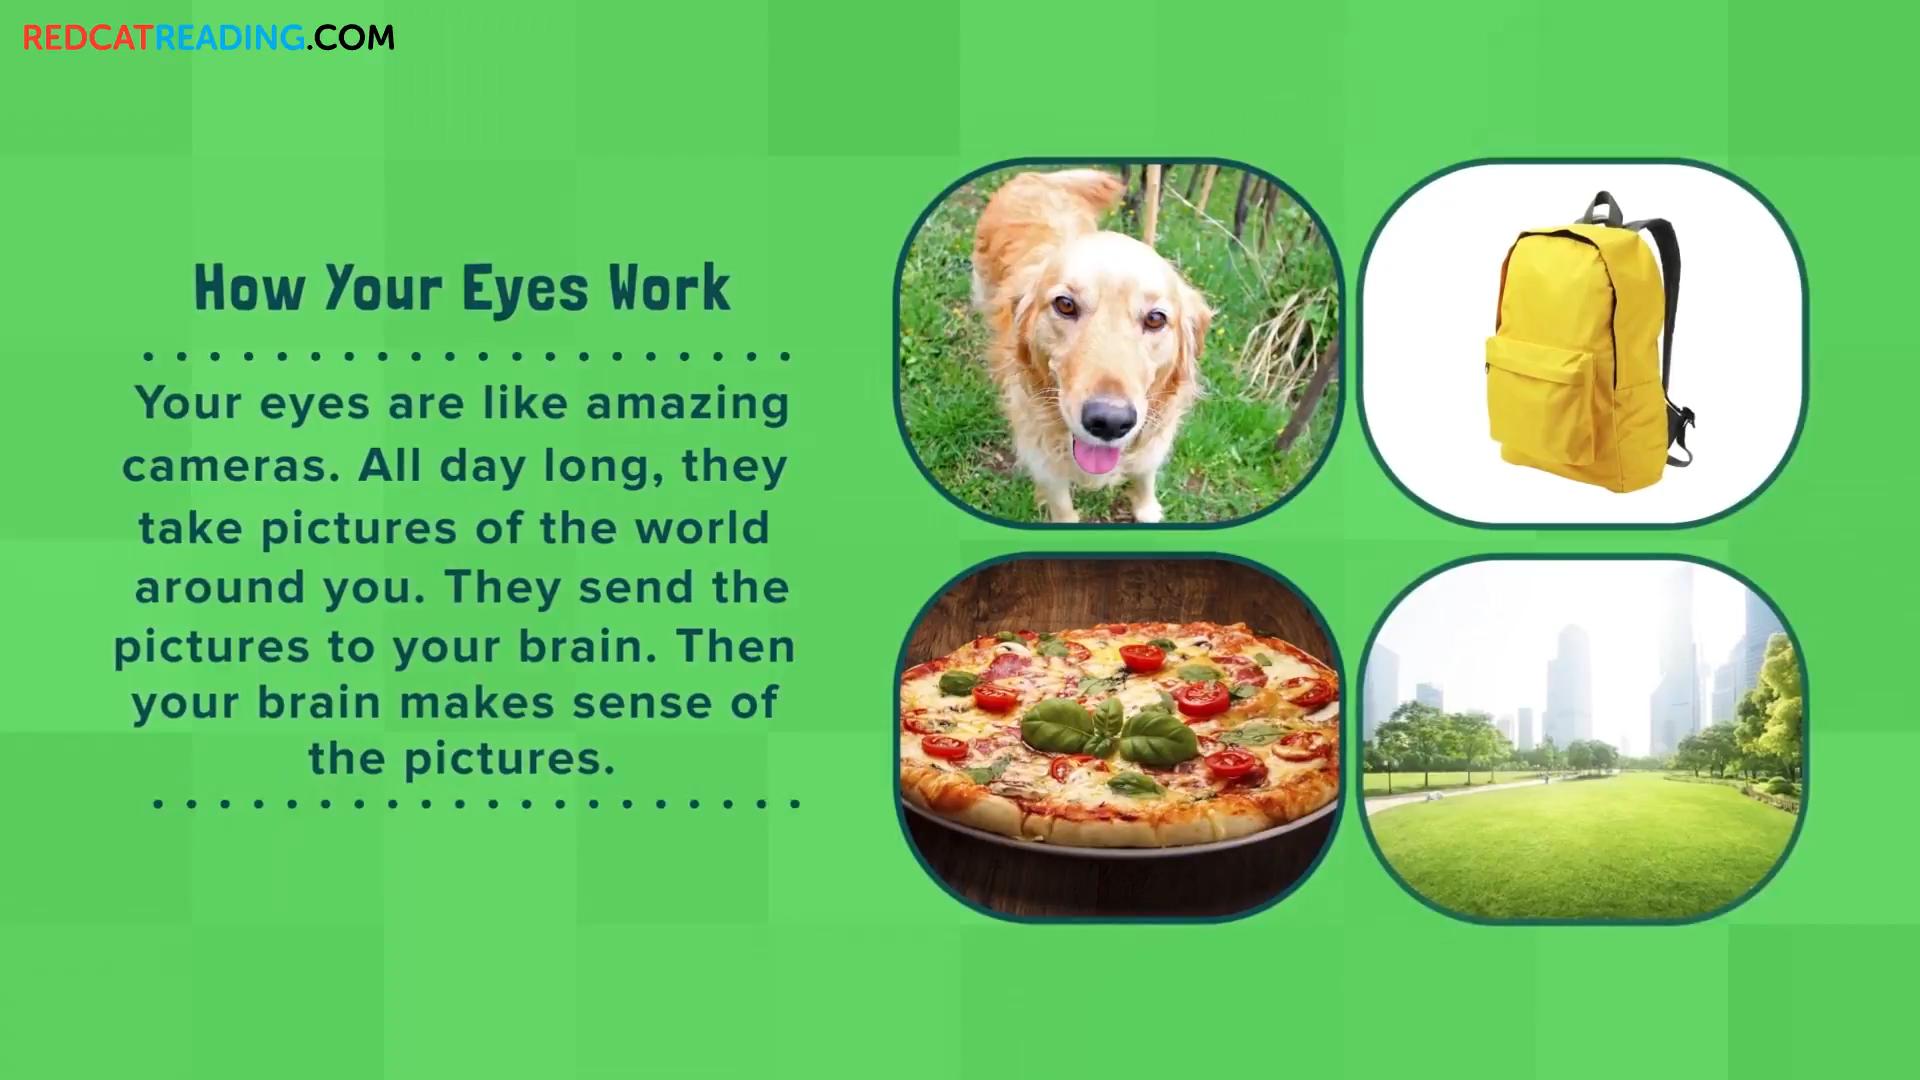 REDCATREADING.COM
How Your Eyes Work
Your eyes are like amazing
cameras. All day long, they
take pictures of the world
around you. They send the
pictures to your brain. Then
your brain makes sense of
the pictures.